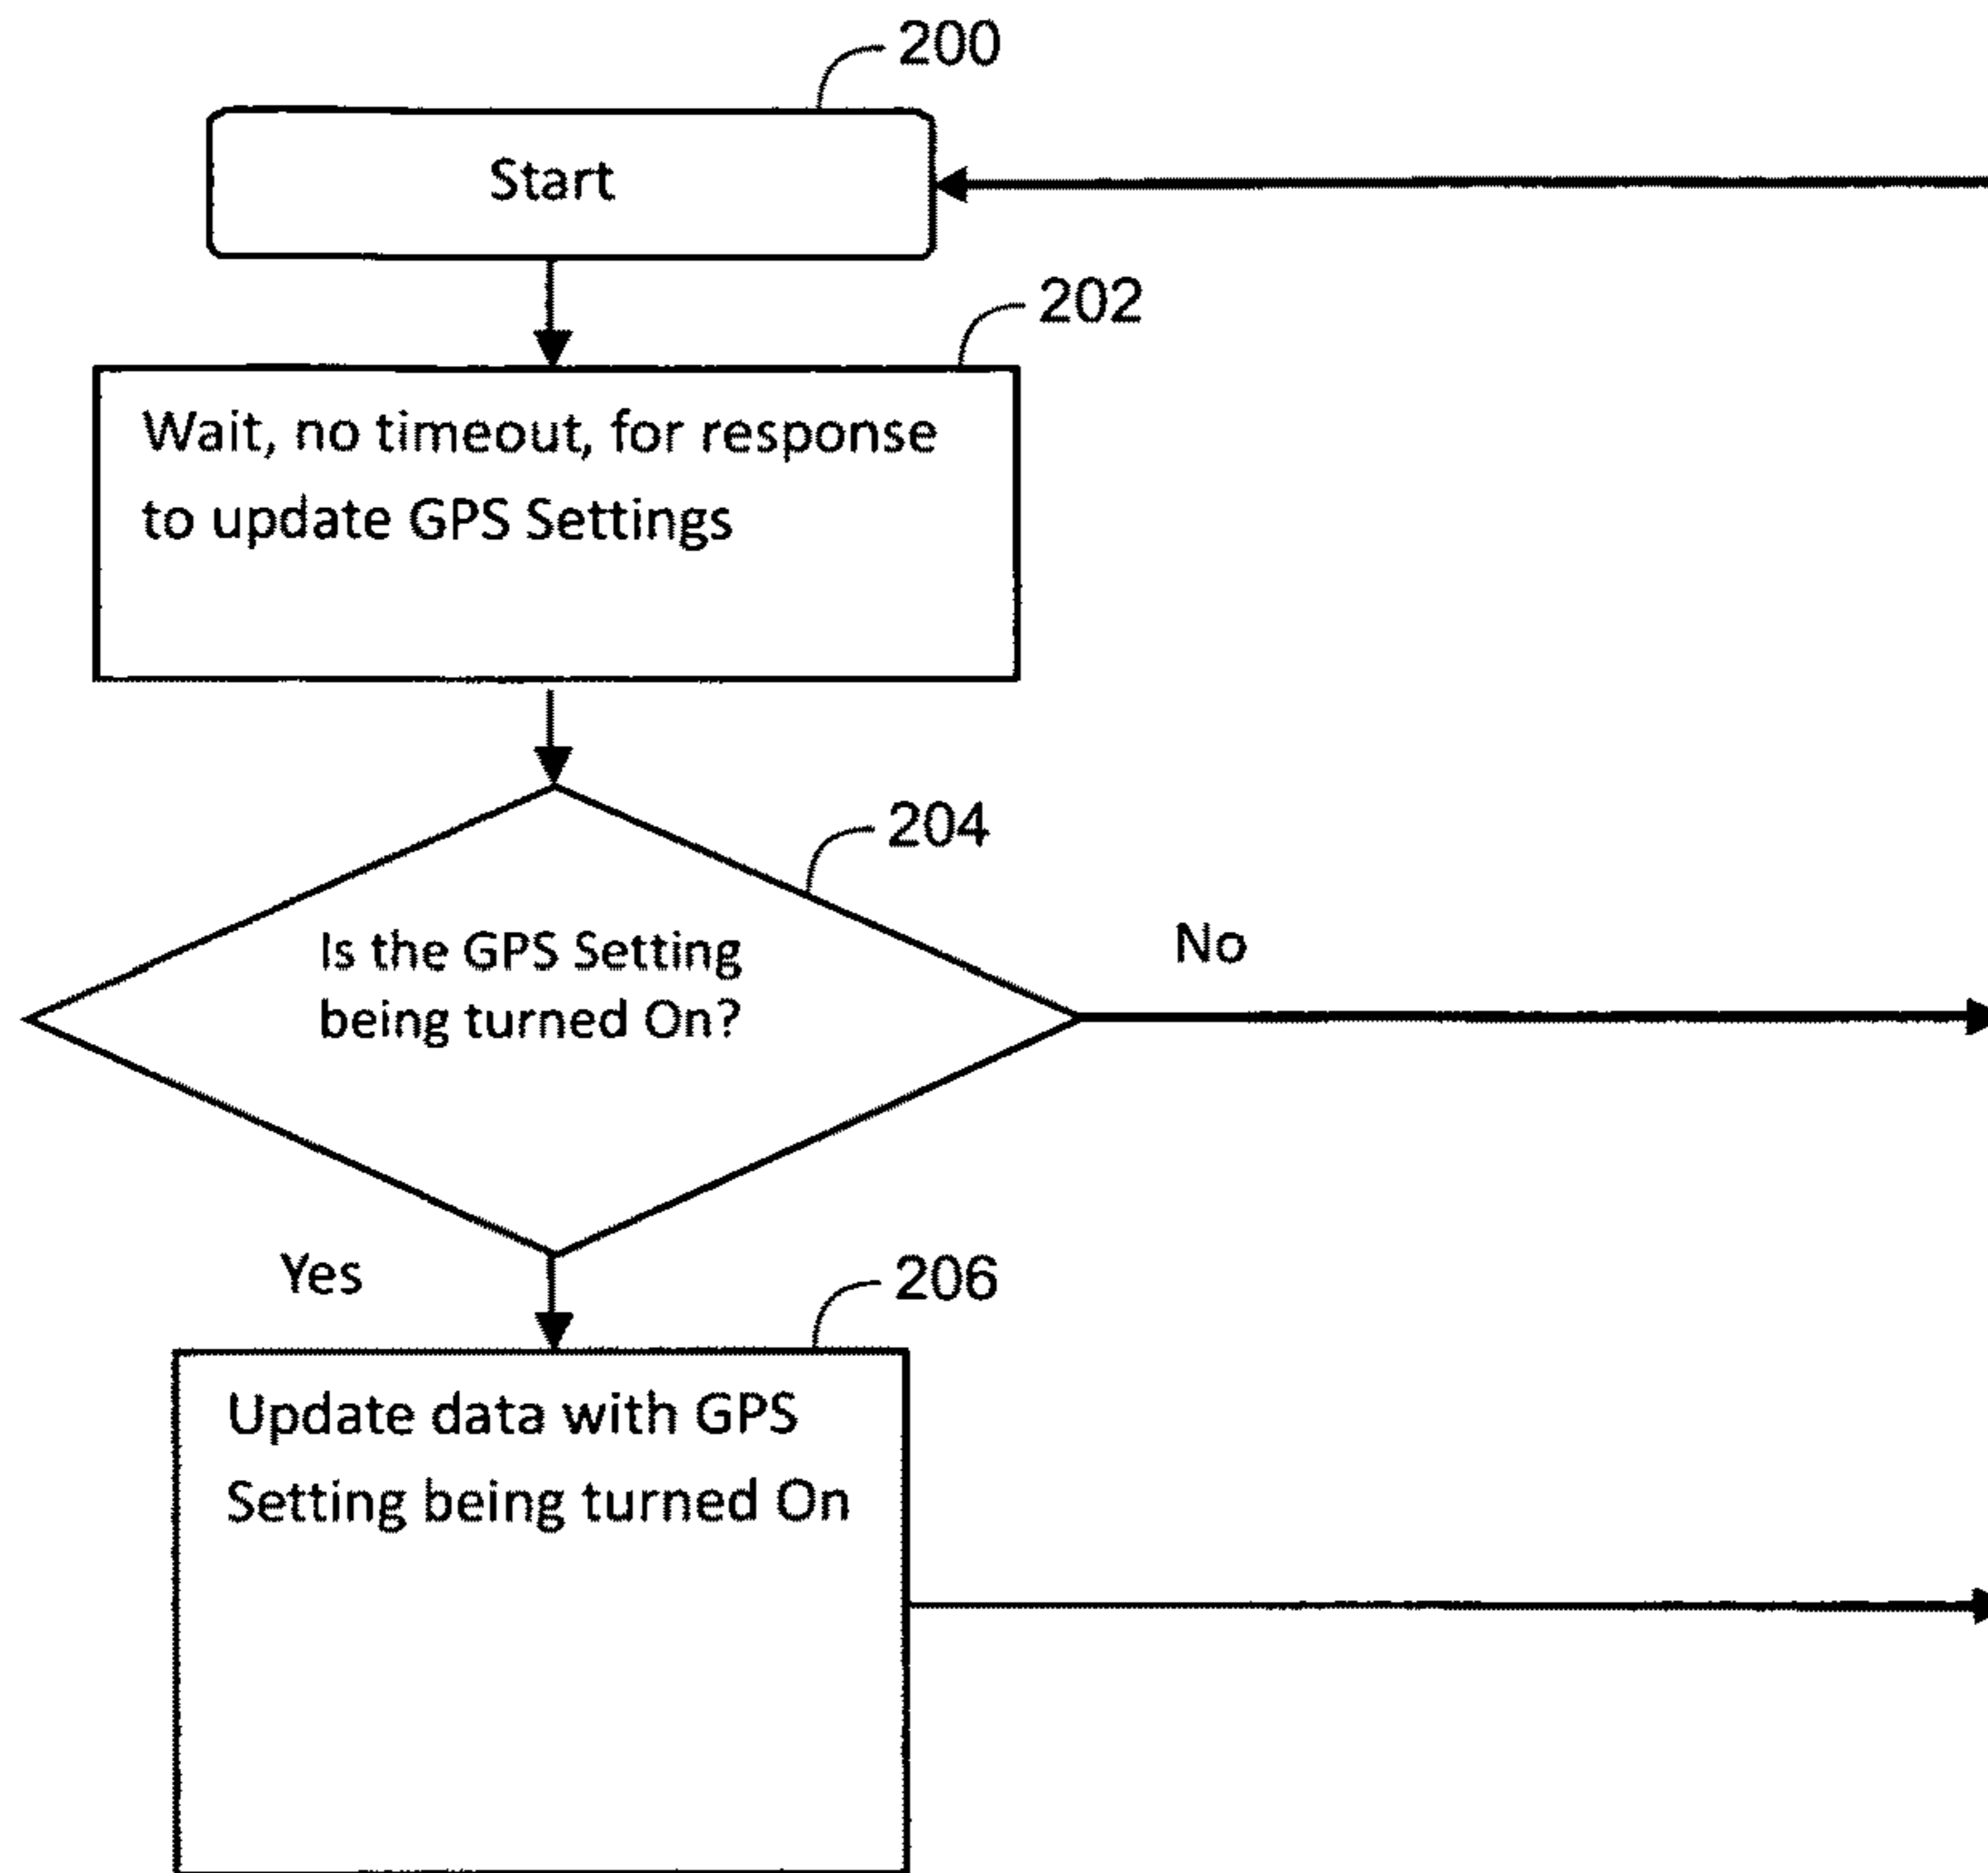 200
Start
202
Wait, no timeout, for response
to update GPS Settings
204
Is the GPS Setting
being turned On?
No
Yes
206
Update data with GPS
Setting being turned On